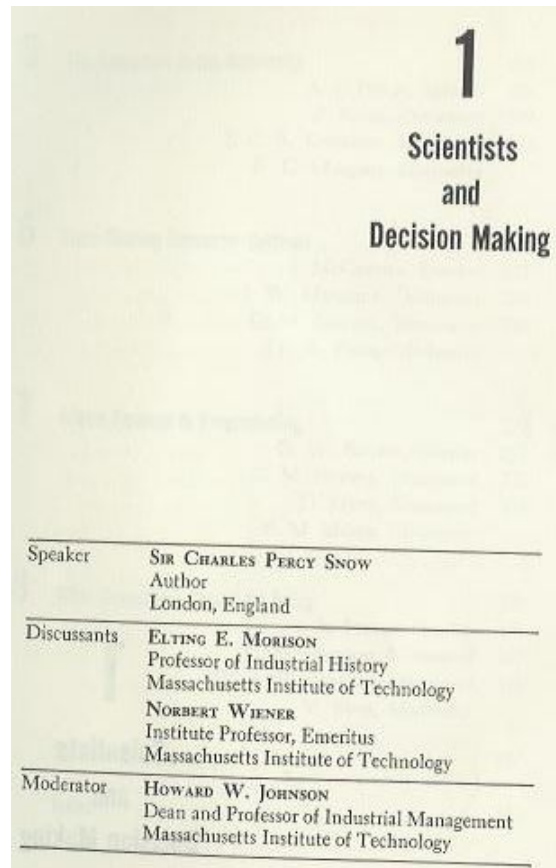 1
Scientists
and
Decision Making
Speaker SIR CHARLES PERCY SNOW
Author
London, England
Discussants ELTING E. MORISON
Professor of Industrial History
Massachusetts Institute of Technology
NORBERT WIENER
Institute Professor, Emeritus
Massachusetts Institute of Technology
Moderator HOWARD W. JOHNSON
Dean and Professor of Industrial Management
Massachusetts Institute of Technology